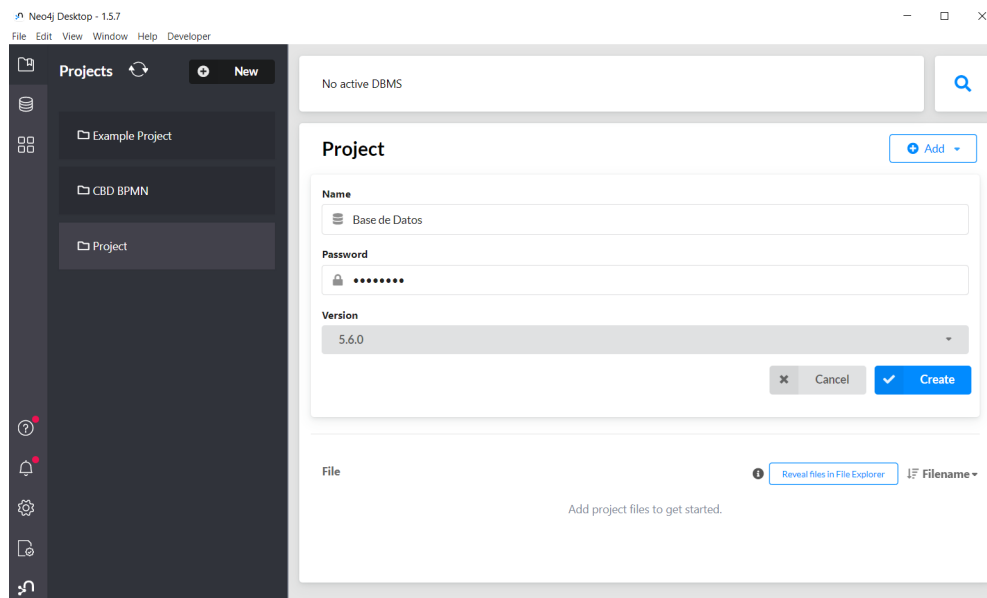 Neo4j Desktop - 1.5.7
File Edit View Window Help Developer
Projects
New
Example Project
CBD BPMN
Project
No active DBMS
Project
Add
Name
Base de Datos
Password
••••••••
Version
5.6.0
Cancel
Create
File
Reveal files in File Explorer
Filename
Add project files to get started.